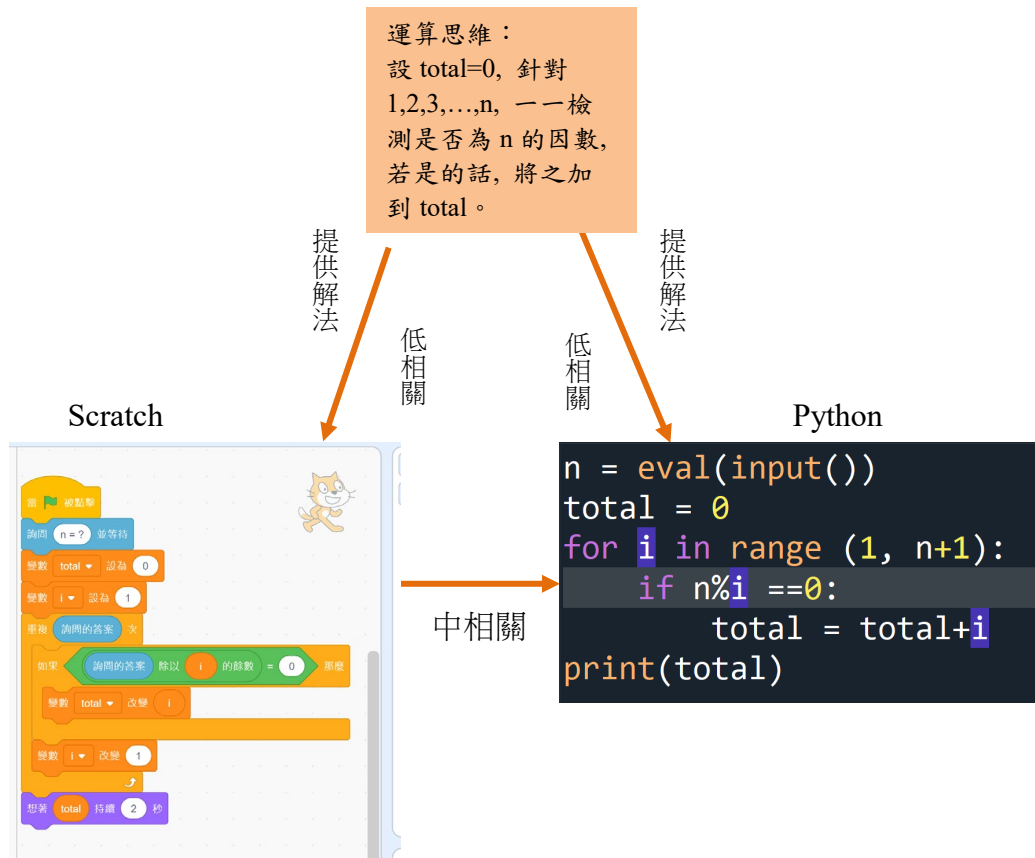 運算思維：
設 total=0, 針對
1,2,3,…,n, 一一檢
測是否為 n 的因數,
若是的話, 將之加
到 total。
提供解法
低相關
低相關
提供解法
Scratch
當 被點擊
詢問 n = ? 並等待
變數 total 設為 0
變數 i 設為 1
重複 詢問的答案 次
如果 詢問的答案 除以 i 的餘數 = 0 那麼
變數 total 改變 i
變數 i 改變 1
想著 total 持續 2 秒
中相關
Python
n = eval(input())
total = 0
for i in range (1, n+1):
    if n%i ==0:
        total = total+i
print(total)